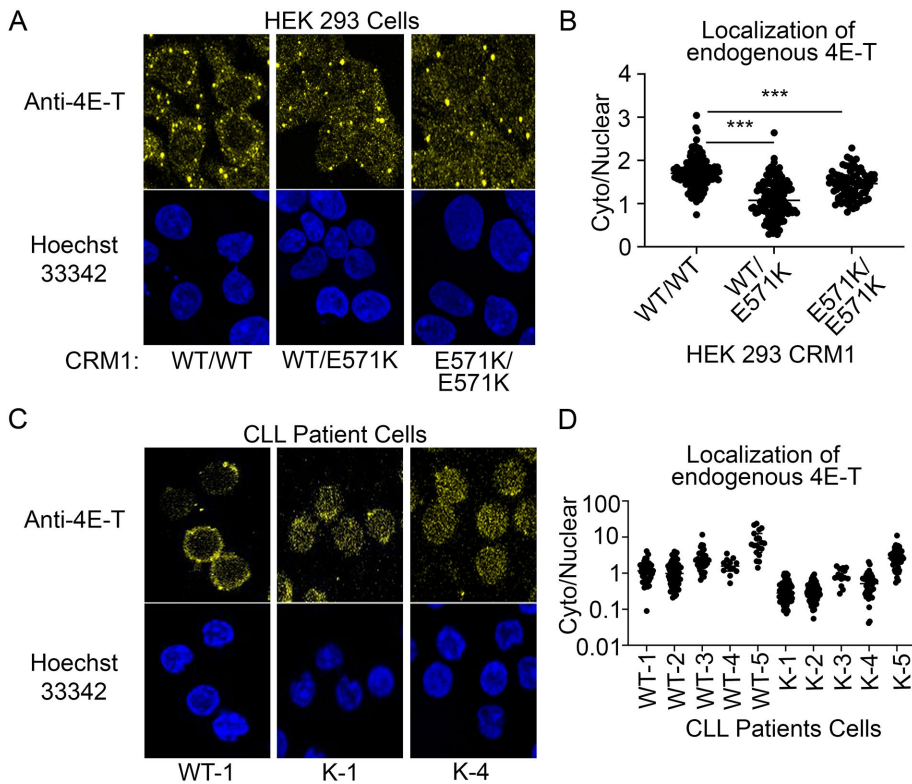 A
HEK 293 Cells
Anti-4E-T
Hoechst
33342
CRM1:
WT/WT
WT/E571K
E571K/
E571K
B
Localization of
endogenous 4E-T
Cyto/Nuclear
4
3
2
1
0
***
***
WT/WT
WT/
E571K
E571K/
E571K
HEK 293 CRM1
C
CLL Patient Cells
Anti-4E-T
Hoechst
33342
WT-1
K-1
K-4
D
Localization of
endogenous 4E-T
Cyto/Nuclear
100
10
1
0.1
0.01
WT-1
WT-2
WT-3
WT-4
WT-5
K-1
K-2
K-3
K-4
K-5
CLL Patients Cells